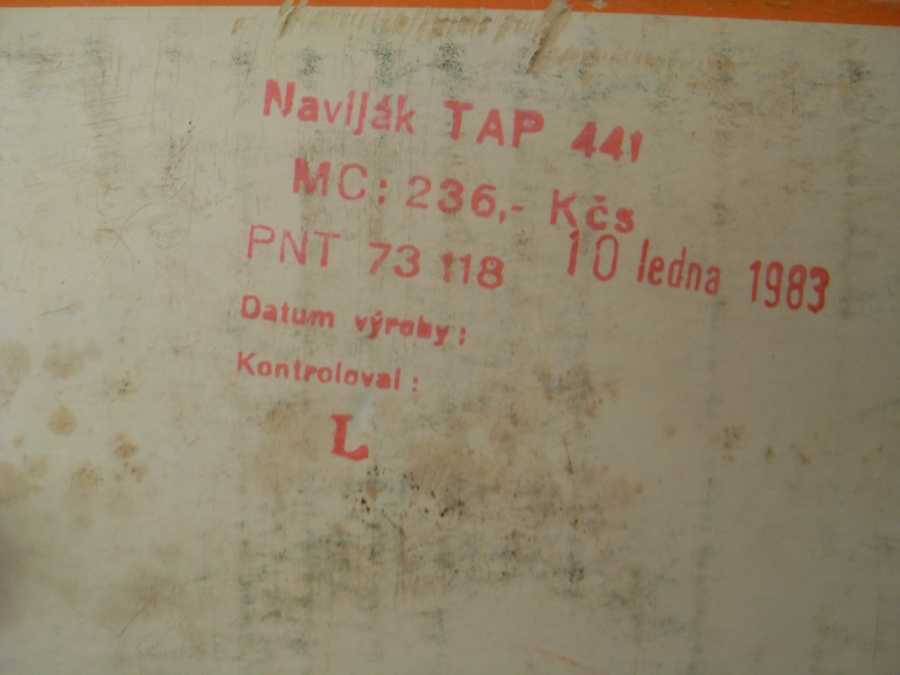 Naviják TAP 441
MC: 236,- Kčs
PNT 73 118
10 ledna 1983
Datum výroby:
Kontroloval:
L